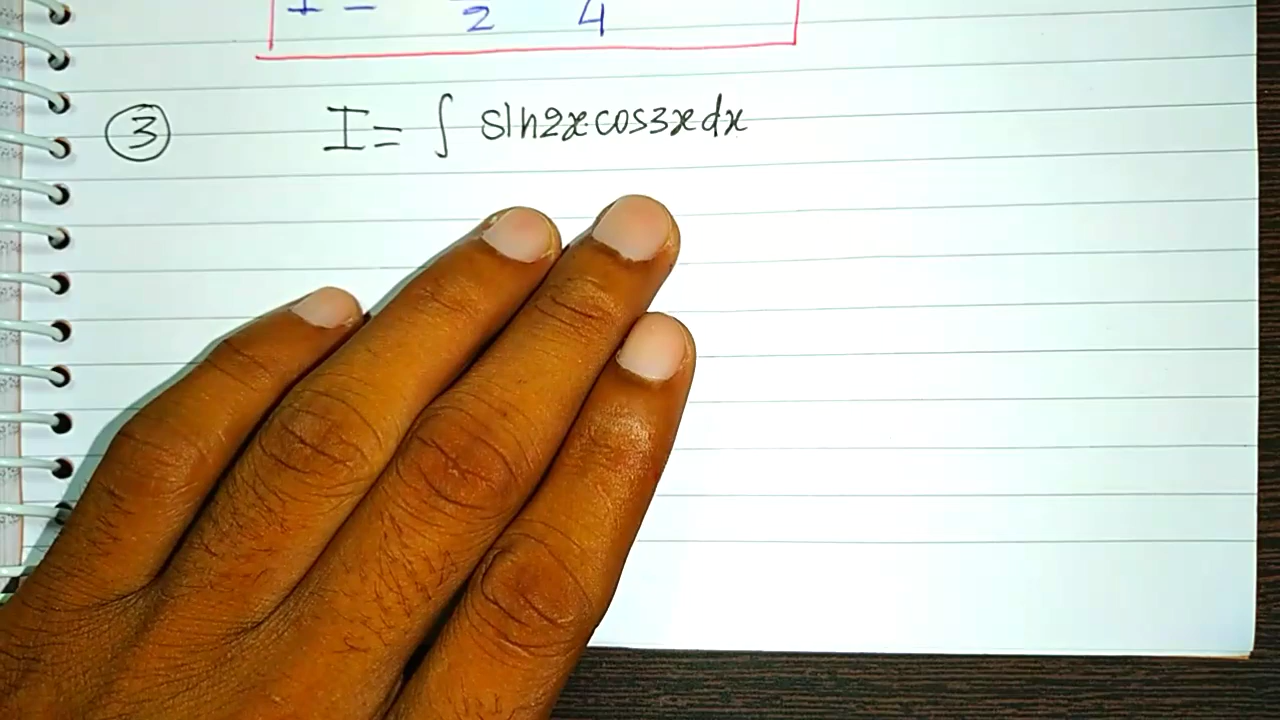 I = 2 4
③ I = ∫ sin2x cos3x dx